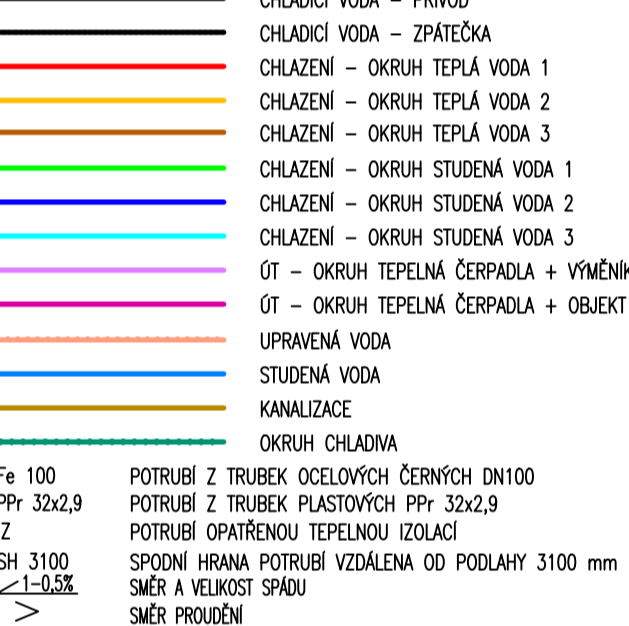 CHLADICÍ VODA – PŘÍVOD
CHLADICÍ VODA – ZPÁTEČKA
CHLAZENÍ – OKRUH TEPLÁ VODA 1
CHLAZENÍ – OKRUH TEPLÁ VODA 2
CHLAZENÍ – OKRUH TEPLÁ VODA 3
CHLAZENÍ – OKRUH STUDENÁ VODA 1
CHLAZENÍ – OKRUH STUDENÁ VODA 2
CHLAZENÍ – OKRUH STUDENÁ VODA 3
ÚT – OKRUH TEPELNÁ ČERPADLA + VÝMĚNÍK
ÚT – OKRUH TEPELNÁ ČERPADLA + OBJEKT
UPRAVENÁ VODA
STUDENÁ VODA
KANALIZACE
OKRUH CHLADIVA
Fe 100 POTRUBÍ Z TRUBEK OCELOVÝCH ČERNÝCH DN100
PPr 32x2,9 POTRUBÍ Z TRUBEK PLASTOVÝCH PPr 32x2,9
IZ POTRUBÍ OPATŘENOU TEPELNOU IZOLACÍ
SH 3100 SPODNÍ HRANA POTRUBÍ VZDÁLENA OD PODLAHY 3100 mm
1–0.5% SMĚR A VELIKOST SPÁDU
> SMĚR PROUDĚNÍ